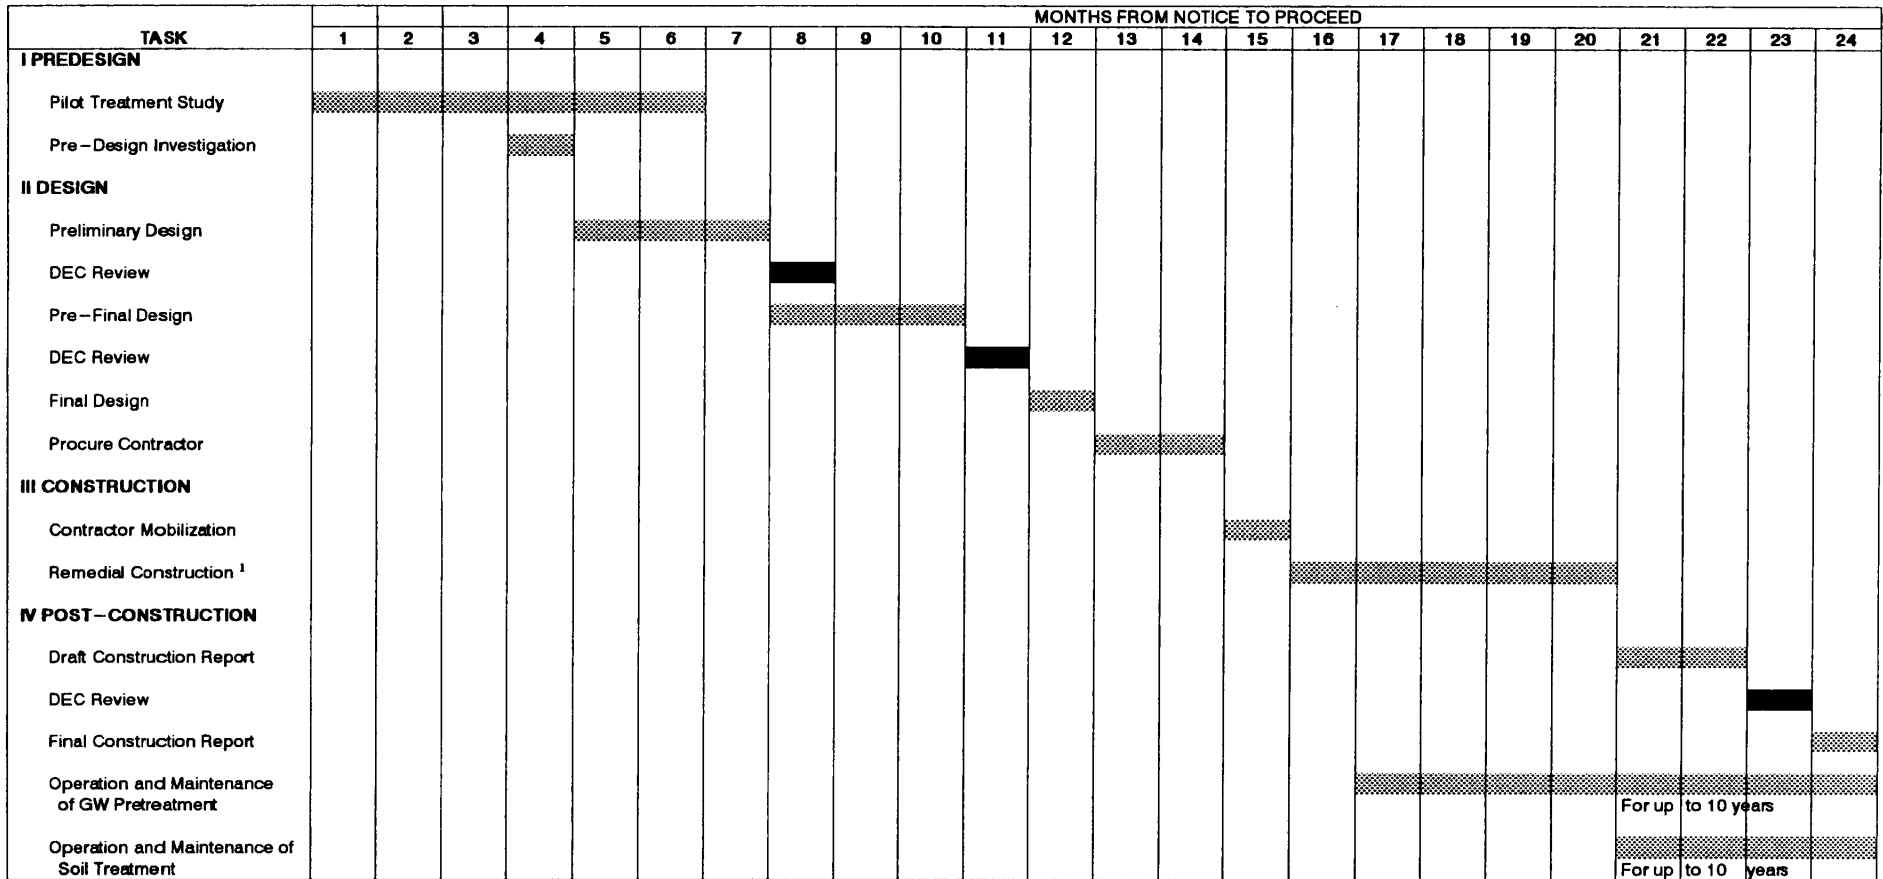 MONTHS FROM NOTICE TO PROCEED
TASK 1 2 3 4 5 6 7 8 9 10 11 12 13 14 15 16 17 18 19 20 21 22 23 24
I PREDESIGN
Pilot Treatment Study
Pre-Design Investigation
II DESIGN
Preliminary Design
DEC Review
Pre-Final Design
DEC Review
Final Design
Procure Contractor
III CONSTRUCTION
Contractor Mobilization
Remedial Construction ¹
IV POST-CONSTRUCTION
Draft Construction Report
DEC Review
Final Construction Report
Operation and Maintenance
of GW Pretreatment
For up to 10 years
Operation and Maintenance of
Soil Treatment
For up to 10 years